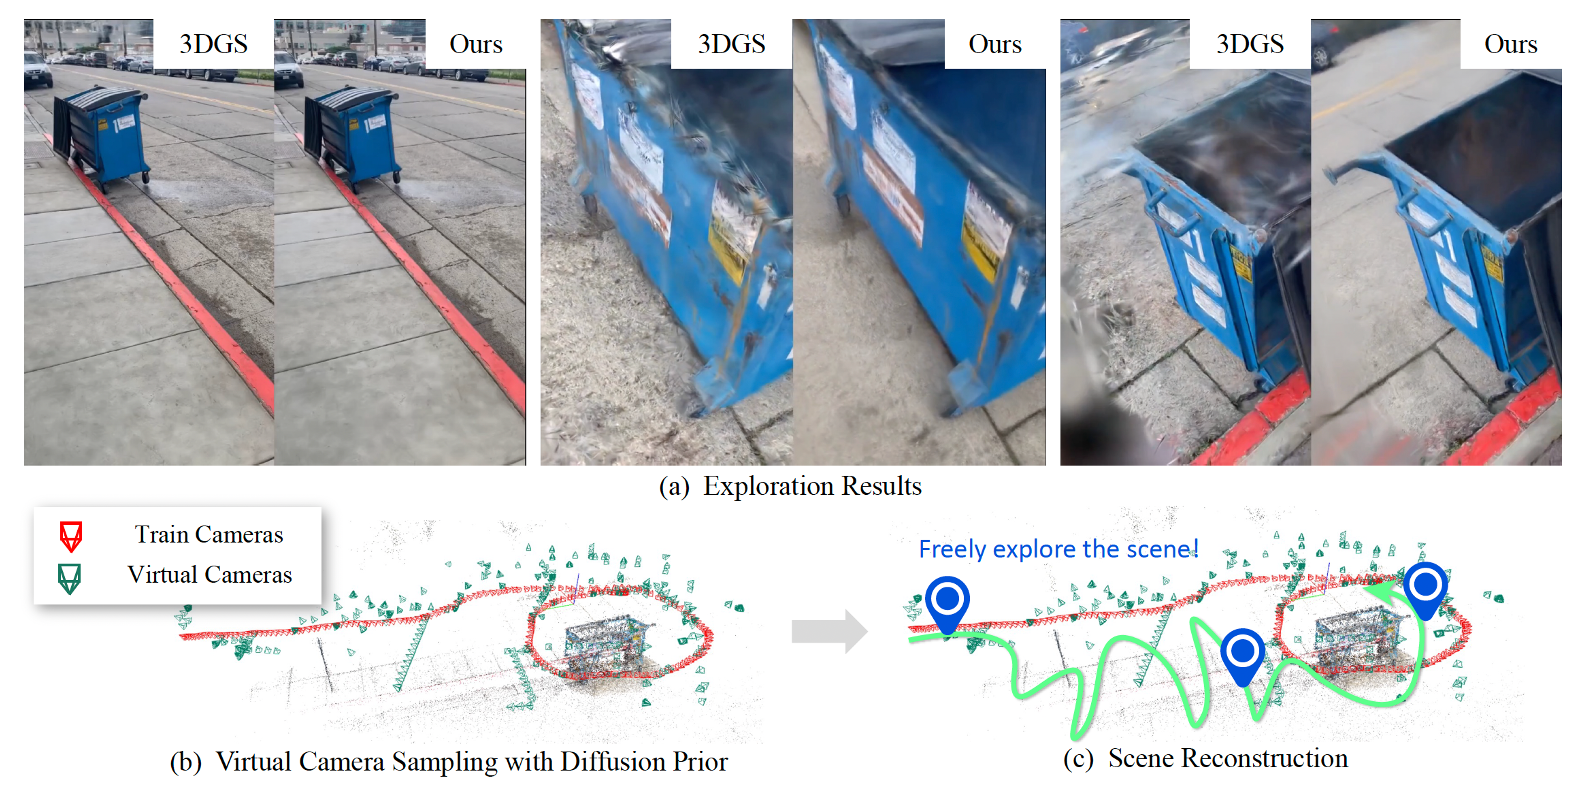 3DGS
Ours
3DGS
Ours
3DGS
Ours
(a) Exploration Results
Train Cameras
Virtual Cameras
Freely explore the scene!
(b) Virtual Camera Sampling with Diffusion Prior
(c) Scene Reconstruction